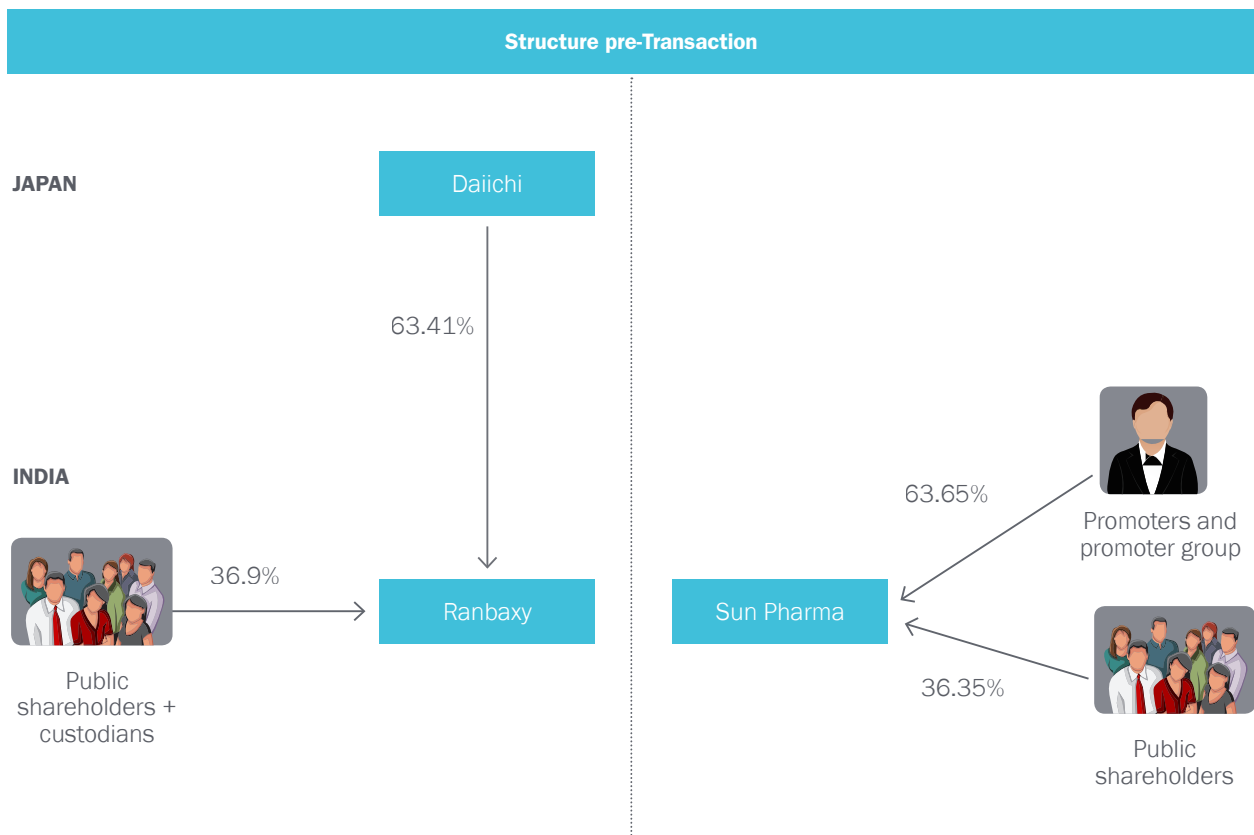 Structure pre-Transaction
JAPAN
Daiichi
63.41%
INDIA
36.9%
Ranbaxy
Public
shareholders +
custodians
Sun Pharma
63.65%
Promoters and
promoter group
36.35%
Public
shareholders